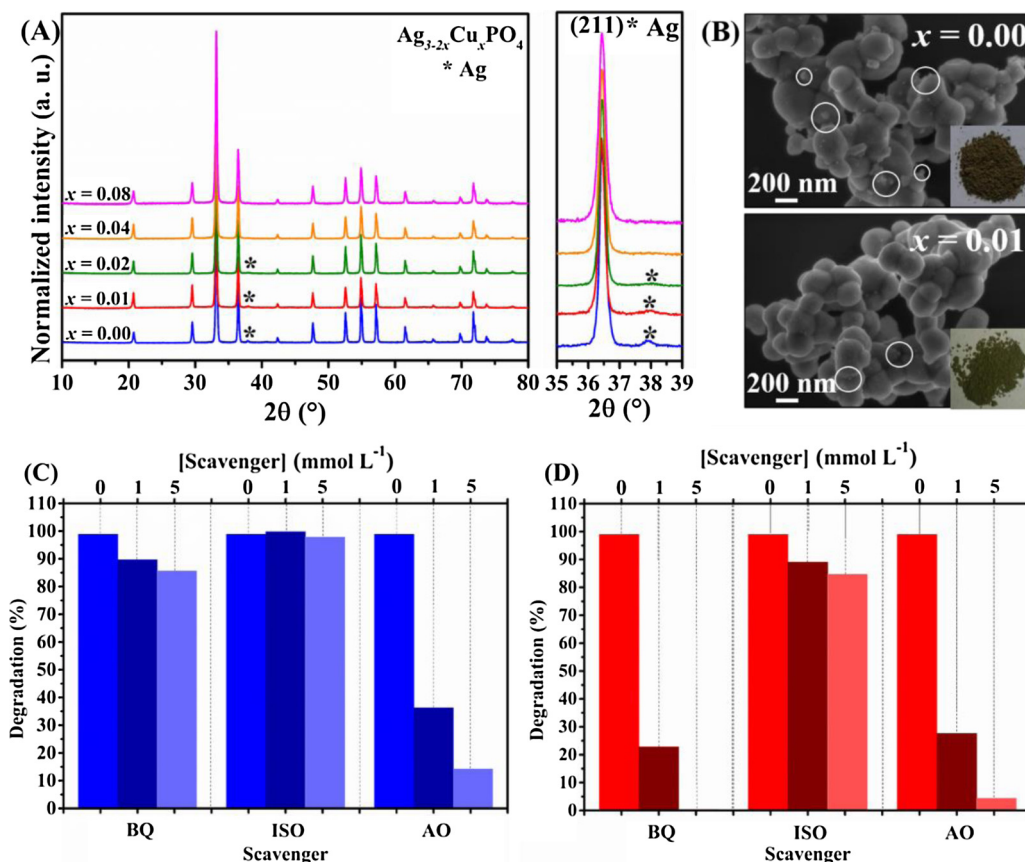 (A)
Ag3-2xCuxPO4
* Ag
Normalized intensity (a. u.)
x = 0.08
x = 0.04
x = 0.02
x = 0.01
x = 0.00
*
*
*
10 20 30 40 50 60 70 80
2θ (°)
(211)* Ag
*
*
*
35 36 37 38 39
2θ (°)
(B)
x = 0.00
200 nm
x = 0.01
200 nm
(C)
[Scavenger] (mmol L-1)
0 1 5 0 1 5 0 1 5
Degradation (%)
110
100
90
80
70
60
50
40
30
20
10
0
BQ ISO AO
Scavenger
(D)
[Scavenger] (mmol L-1)
0 1 5 0 1 5 0 1 5
Degradation (%)
110
100
90
80
70
60
50
40
30
20
10
0
BQ ISO AO
Scavenger